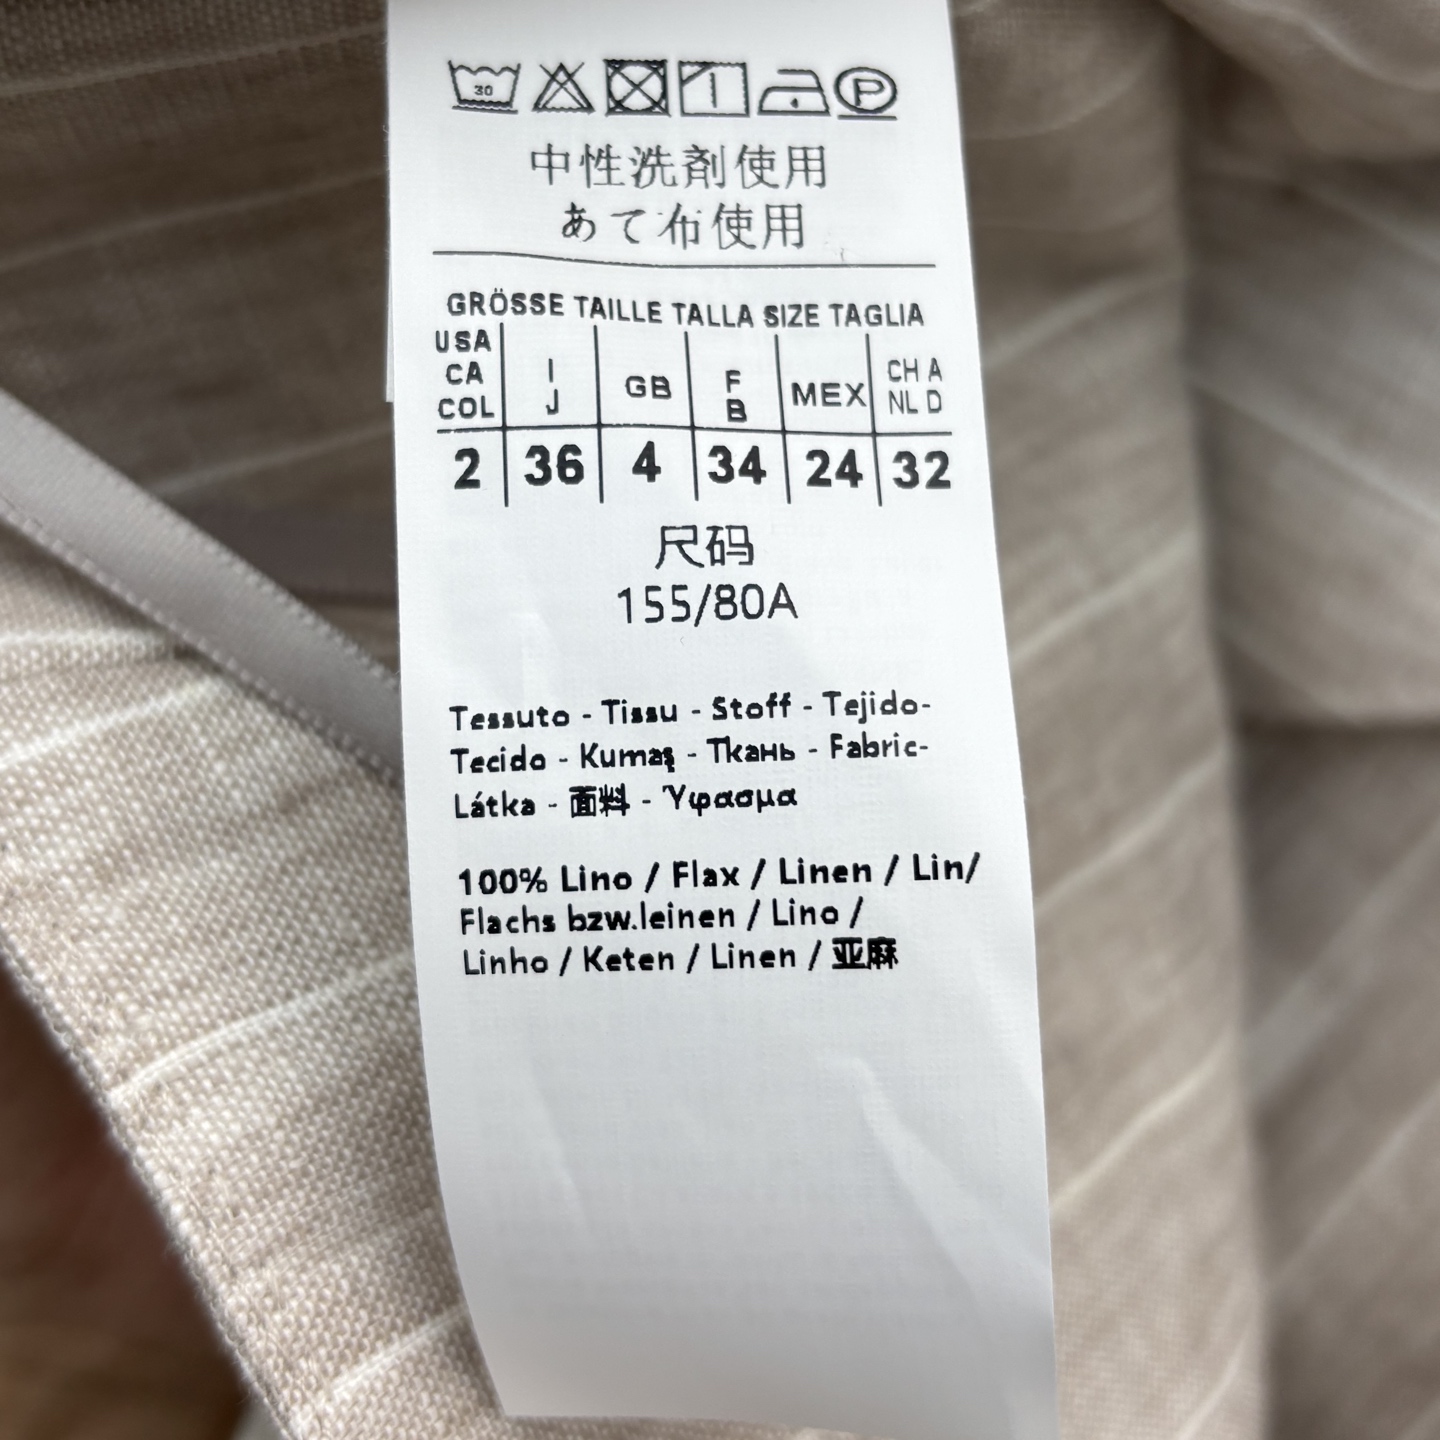 30 P
中性洗剤使用
あて布使用
GRÖSSE TAILLE TALLA SIZE TAGLIA
USA CA COL I J GB F B MEX CH A NL D
2 36 4 34 24 32
尺码
155/80A
Tessuto - Tissu - Stoff - Tejido-
Tecido - Kumaş - Ткань - Fabric-
Látka - 面料 - Ύφασμα
100% Lino / Flax / Linen / Lin/
Flachs bzw.leinen / Lino /
Linho / Keten / Linen / 亚麻